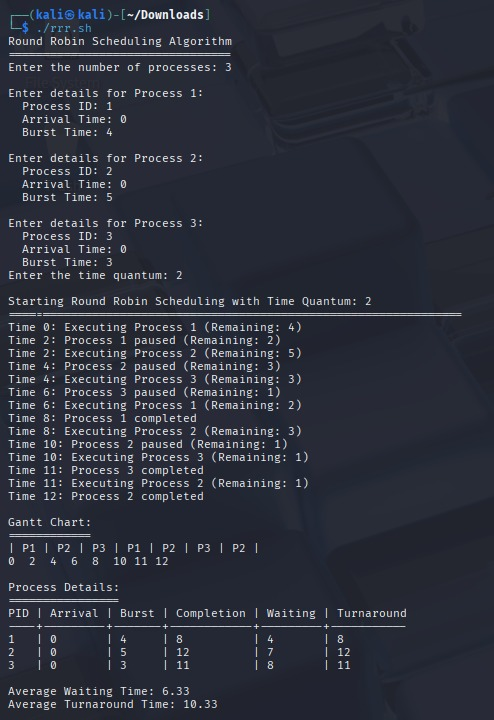 ┌──(kali㉿kali)-[~/Downloads]
└─$ ./rrr.sh
Round Robin Scheduling Algorithm
================================
Enter the number of processes: 3
Enter details for Process 1:
  Process ID: 1
  Arrival Time: 0
  Burst Time: 4
Enter details for Process 2:
  Process ID: 2
  Arrival Time: 0
  Burst Time: 5
Enter details for Process 3:
  Process ID: 3
  Arrival Time: 0
  Burst Time: 3
Enter the time quantum: 2
Starting Round Robin Scheduling with Time Quantum: 2
Time 0: Executing Process 1 (Remaining: 4)
Time 2: Process 1 paused (Remaining: 2)
Time 2: Executing Process 2 (Remaining: 5)
Time 4: Process 2 paused (Remaining: 3)
Time 4: Executing Process 3 (Remaining: 3)
Time 6: Process 3 paused (Remaining: 1)
Time 6: Executing Process 1 (Remaining: 2)
Time 8: Process 1 completed
Time 8: Executing Process 2 (Remaining: 3)
Time 10: Process 2 paused (Remaining: 1)
Time 10: Executing Process 3 (Remaining: 1)
Time 11: Process 3 completed
Time 11: Executing Process 2 (Remaining: 1)
Time 12: Process 2 completed
Gantt Chart:
| P1 | P2 | P3 | P1 | P2 | P3 | P2 |
0  2  4  6  8  10 11 12
Process Details:
PID | Arrival | Burst | Completion | Waiting | Turnaround
1   | 0       | 4     | 8          | 4       | 8
2   | 0       | 5     | 12         | 7       | 12
3   | 0       | 3     | 11         | 8       | 11
Average Waiting Time: 6.33
Average Turnaround Time: 10.33